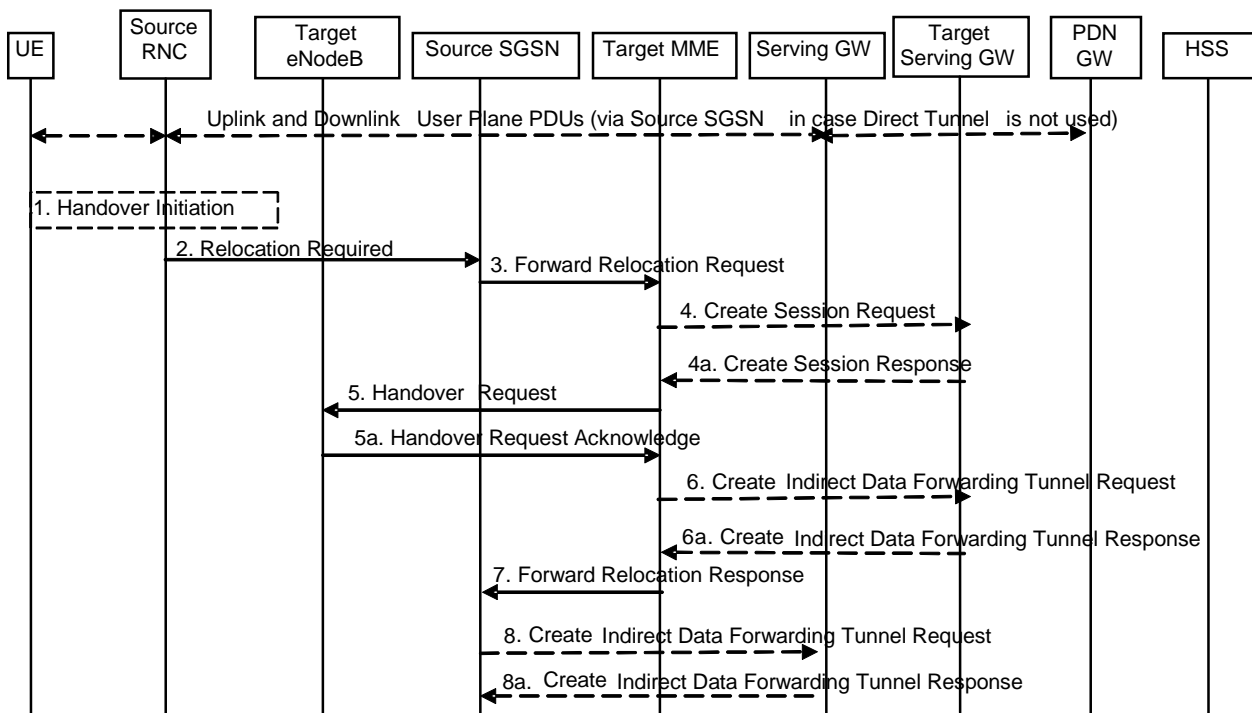 UE
Source
RNC
Target
eNodeB
Source SGSN
Target MME
Serving GW
Target
Serving GW
PDN
GW
HSS
Uplink and Downlink User Plane PDUs (via Source SGSN in case Direct Tunnel is not used)
1. Handover Initiation
2. Relocation Required
3. Forward Relocation Request
4. Create Session Request
4a. Create Session Response
5. Handover Request
5a. Handover Request Acknowledge
6. Create Indirect Data Forwarding Tunnel Request
6a. Create Indirect Data Forwarding Tunnel Response
7. Forward Relocation Response
8. Create Indirect Data Forwarding Tunnel Request
8a. Create Indirect Data Forwarding Tunnel Response